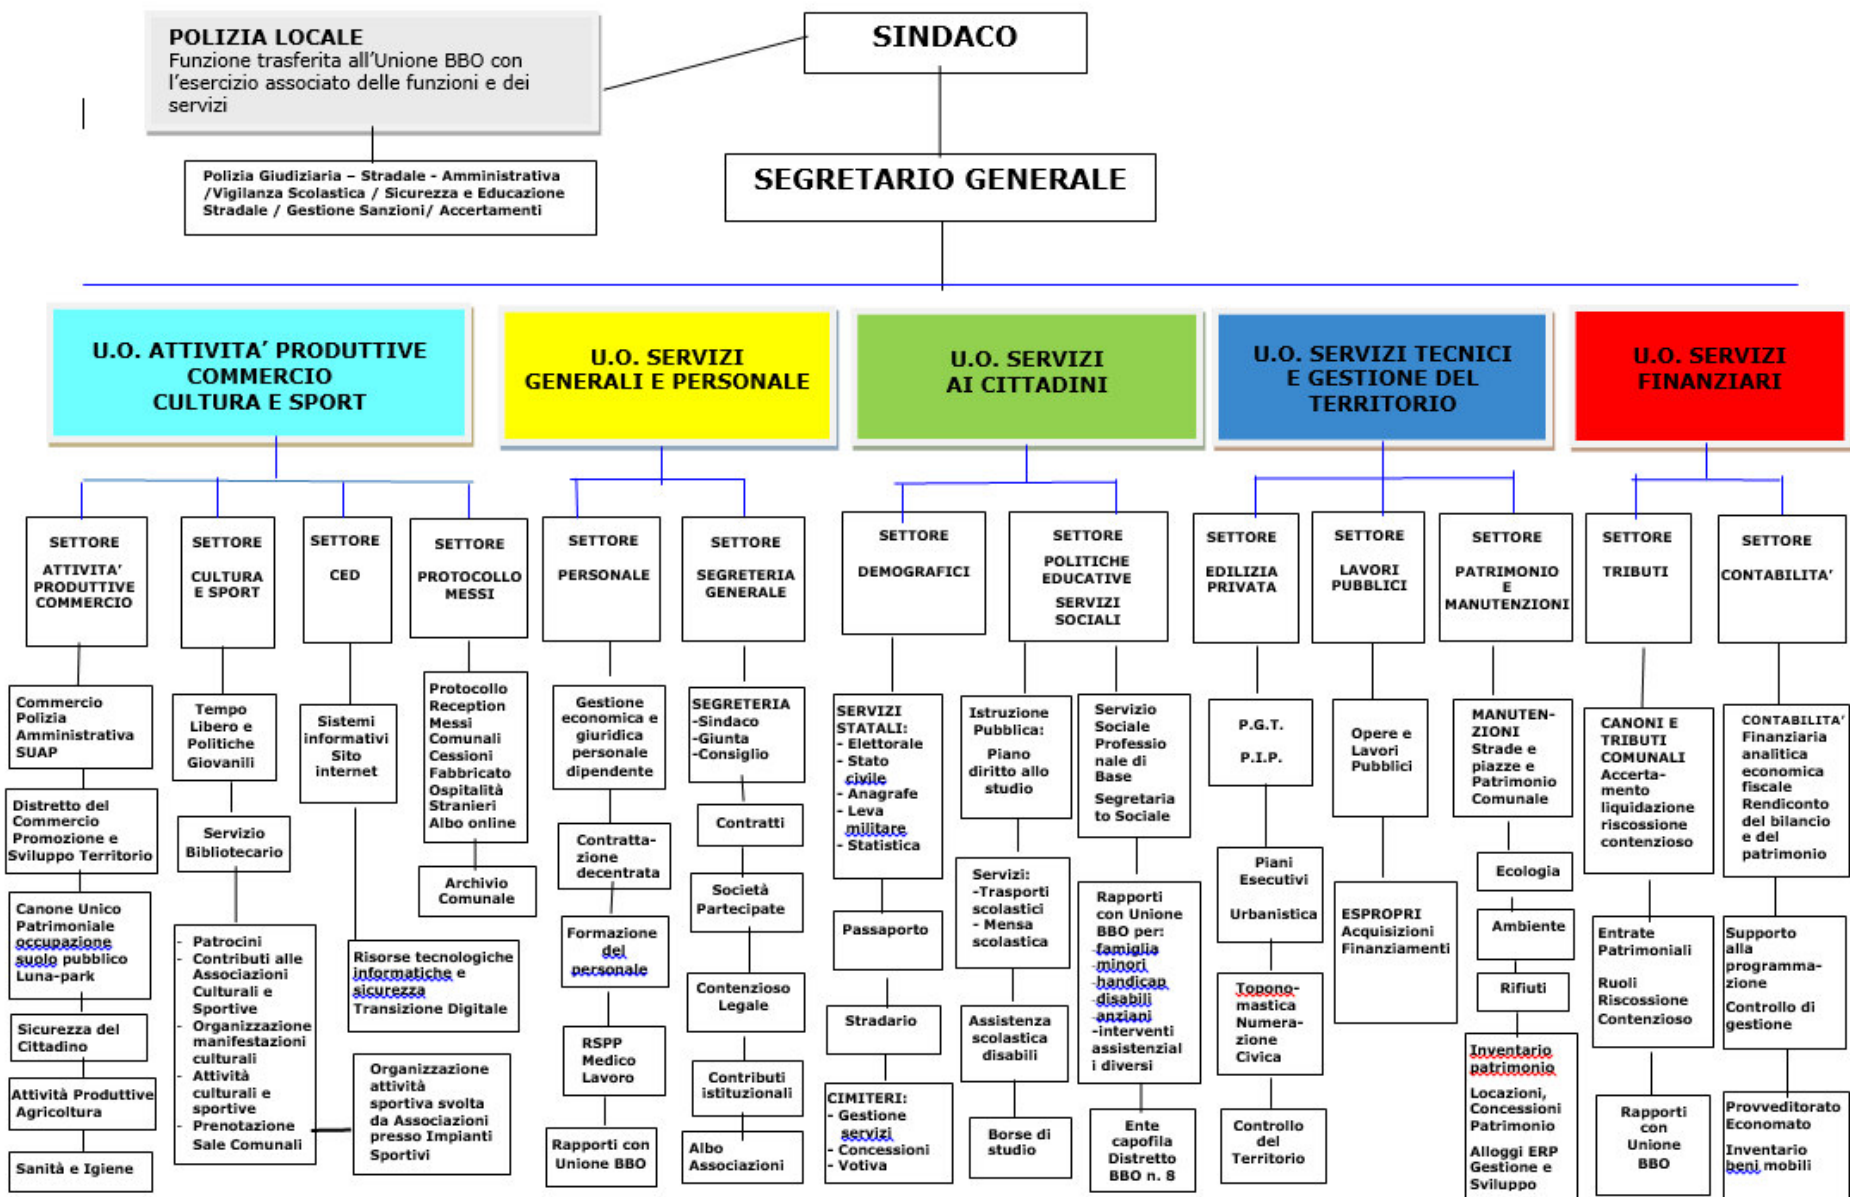 POLIZIA LOCALE
Funzione trasferita all'Unione BBO con
l'esercizio associato delle funzioni e dei
servizi
SINDACO
Polizia Giudiziaria – Stradale - Amministrativa
/Vigilanza Scolastica / Sicurezza e Educazione
Stradale / Gestione Sanzioni/ Accertamenti
SEGRETARIO GENERALE
U.O. ATTIVITA' PRODUTTIVE
COMMERCIO
CULTURA E SPORT
U.O. SERVIZI
GENERALI E PERSONALE
U.O. SERVIZI
AI CITTADINI
U.O. SERVIZI TECNICI
E GESTIONE DEL
TERRITORIO
U.O. SERVIZI
FINANZIARI
SETTORE
ATTIVITA'
PRODUTTIVE
COMMERCIO
SETTORE
CULTURA
E SPORT
SETTORE
CED
SETTORE
PROTOCOLLO
MESSI
SETTORE
PERSONALE
SETTORE
SEGRETERIA
GENERALE
SETTORE
DEMOGRAFICI
SETTORE
POLITICHE
EDUCATIVE
SERVIZI
SOCIALI
SETTORE
EDILIZIA
PRIVATA
SETTORE
LAVORI
PUBBLICI
SETTORE
PATRIMONIO
E
MANUTENZIONI
SETTORE
TRIBUTI
SETTORE
CONTABILITA'
Commercio
Polizia
Amministrativa
SUAP
Distretto del
Commercio
Promozione e
Sviluppo Territorio
Canone Unico
Patrimoniale
occupazione
suolo pubblico
Luna-park
Sicurezza del
Cittadino
Attività Produttive
Agricoltura
Sanità e Igiene
Tempo
Libero e
Politiche
Giovanili
Servizio
Bibliotecario
- Patrocini
- Contributi alle
Associazioni
Culturali e
Sportive
- Organizzazione
manifestazioni
culturali
- Attività
culturali e
sportive
- Prenotazione
Sale Comunali
Sistemi
informativi
Sito
internet
Risorse tecnologiche
informatiche e
sicurezza
Transizione Digitale
Organizzazione
attività
sportiva svolta
da Associazioni
presso Impianti
Sportivi
Protocollo
Reception
Messi
Comunali
Cessioni
Fabbricato
Ospitalità
Stranieri
Albo online
Archivio
Comunale
Gestione
economica e
giuridica
personale
dipendente
Contratta-
zione
decentrata
Formazione
del
personale
RSPP
Medico
Lavoro
Rapporti con
Unione BBO
SEGRETERIA
-Sindaco
-Giunta
-Consiglio
Contratti
Società
Partecipate
Contenzioso
Legale
Contributi
istituzionali
Albo
Associazioni
SERVIZI
STATALI:
- Elettorale
- Stato
civile
- Anagrafe
- Leva
militare
- Statistica
Passaporto
Stradario
CIMITERI:
- Gestione
servizi
- Concessioni
- Votiva
Istruzione
Pubblica:
Piano
diritto allo
studio
Servizi:
-Trasporti
scolastici
- Mensa
scolastica
Assistenza
scolastica
disabili
Borse di
studio
Servizio
Sociale
Professio
nale di
Base
Segretaria
to Sociale
Rapporti
con Unione
BBO per:
-famiglia
-minori
-handicap
-disabili
-anziani
-interventi
assistenzial
i diversi
Ente
capofila
Distretto
BBO n. 8
P.G.T.
P.I.P.
Piani
Esecutivi
Urbanistica
Topono-
mastica
Numera-
zione
Civica
Controllo
del
Territorio
Opere e
Lavori
Pubblici
ESPROPRI
Acquisizioni
Finanziamenti
MANUTEN-
ZIONI
Strade e
piazze e
Patrimonio
Comunale
Ecologia
Ambiente
Rifiuti
Inventario
patrimonio
Locazioni,
Concessioni
Patrimonio
Alloggi ERP
Gestione e
Sviluppo
CANONI E
TRIBUTI
COMUNALI
Accerta-
mento
liquidazione
riscossione
contenzioso
Entrate
Patrimoniali
Ruoli
Riscossione
Contenzioso
Rapporti
con
Unione
BBO
CONTABILITA'
Finanziaria
analitica
economica
fiscale
Rendiconto
del bilancio
e del
patrimonio
Supporto
alla
programma-
zione
Controllo di
gestione
Provveditorato
Economato
Inventario
beni mobili